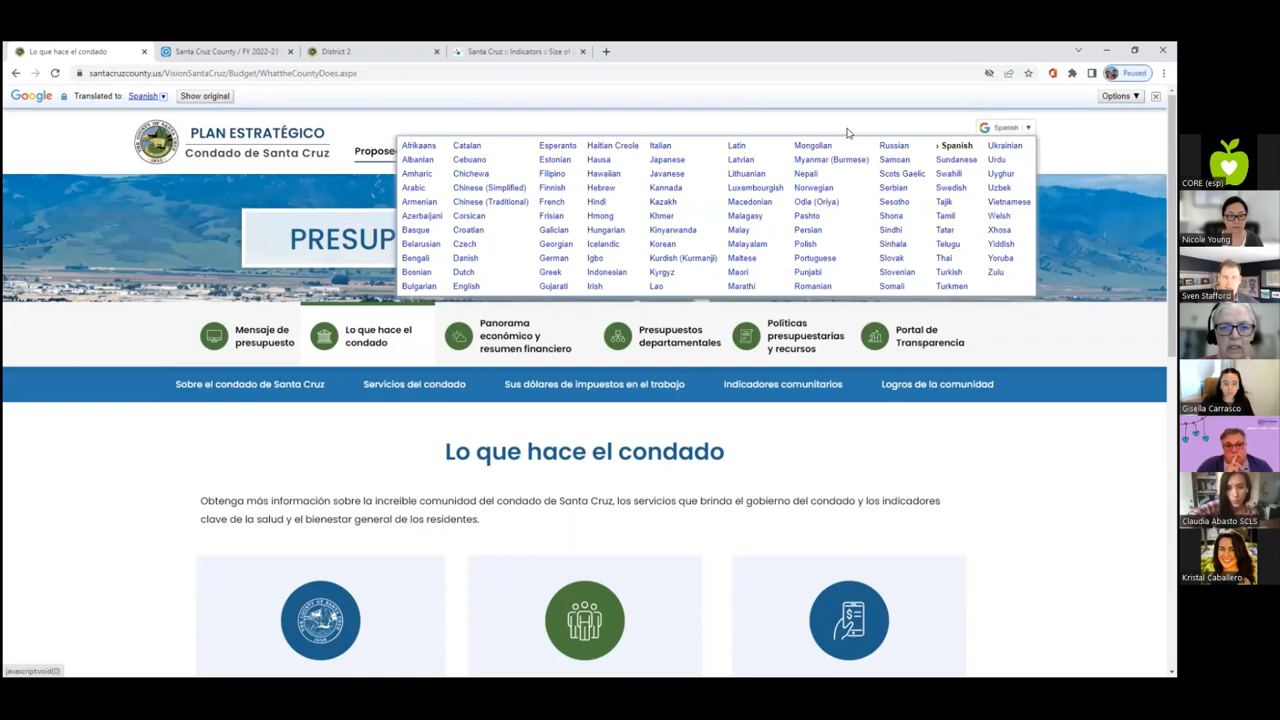 Lo que hace el condado
Santa Cruz County / FY 2022-23
District 2
Santa Cruz :: Indicators :: Size of
santacruzcounty.us/VisionSantaCruz/Budget/WhattheCountyDoes.aspx
Paused
Google Translated to: Spanish Show original
Options ▼
PLAN ESTRATÉGICO
Condado de Santa Cruz
Propose
Spanish ▼
PRESUP
Afrikaans Catalan Esperanto Haitian Creole Italian Latin Mongolian Russian › Spanish Ukrainian
Albanian Cebuano Estonian Hausa Japanese Latvian Myanmar (Burmese) Samoan Sundanese Urdu
Amharic Chichewa Filipino Hawaiian Javanese Lithuanian Nepali Scots Gaelic Swahili Uyghur
Arabic Chinese (Simplified) Finnish Hebrew Kannada Luxembourgish Norwegian Serbian Swedish Uzbek
Armenian Chinese (Traditional) French Hindi Kazakh Macedonian Odia (Oriya) Sesotho Tajik Vietnamese
Azerbaijani Corsican Frisian Hmong Khmer Malagasy Pashto Shona Tamil Welsh
Basque Croatian Galician Hungarian Kinyarwanda Malay Persian Sindhi Tatar Xhosa
Belarusian Czech Georgian Icelandic Korean Malayalam Polish Sinhala Telugu Yiddish
Bengali Danish German Igbo Kurdish (Kurmanji) Maltese Portuguese Slovak Thai Yoruba
Bosnian Dutch Greek Indonesian Kyrgyz Maori Punjabi Slovenian Turkish Zulu
Bulgarian English Gujarati Irish Lao Marathi Romanian Somali Turkmen
Mensaje de
presupuesto
Lo que hace el
condado
Panorama
económico y
resumen financiero
Presupuestos
departamentales
Políticas
presupuestarias
y recursos
Portal de
Transparencia
Sobre el condado de Santa Cruz
Servicios del condado
Sus dólares de impuestos en el trabajo
Indicadores comunitarios
Logros de la comunidad
Lo que hace el condado
Obtenga más información sobre la increíble comunidad del condado de Santa Cruz, los servicios que brinda el gobierno del condado y los indicadores
clave de la salud y el bienestar general de los residentes.
javascript:void(0)
CORE (esp)
Nicole Young
Sven Stafford
Gisella Carrasco
Claudia Abasto SCLS
Kristal Caballero